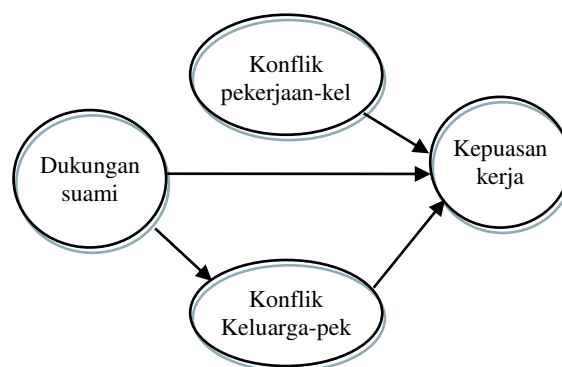 Konflik
pekerjaan-kel
Kepuasan
kerja
Dukungan
suami
Konflik
Keluarga-pek